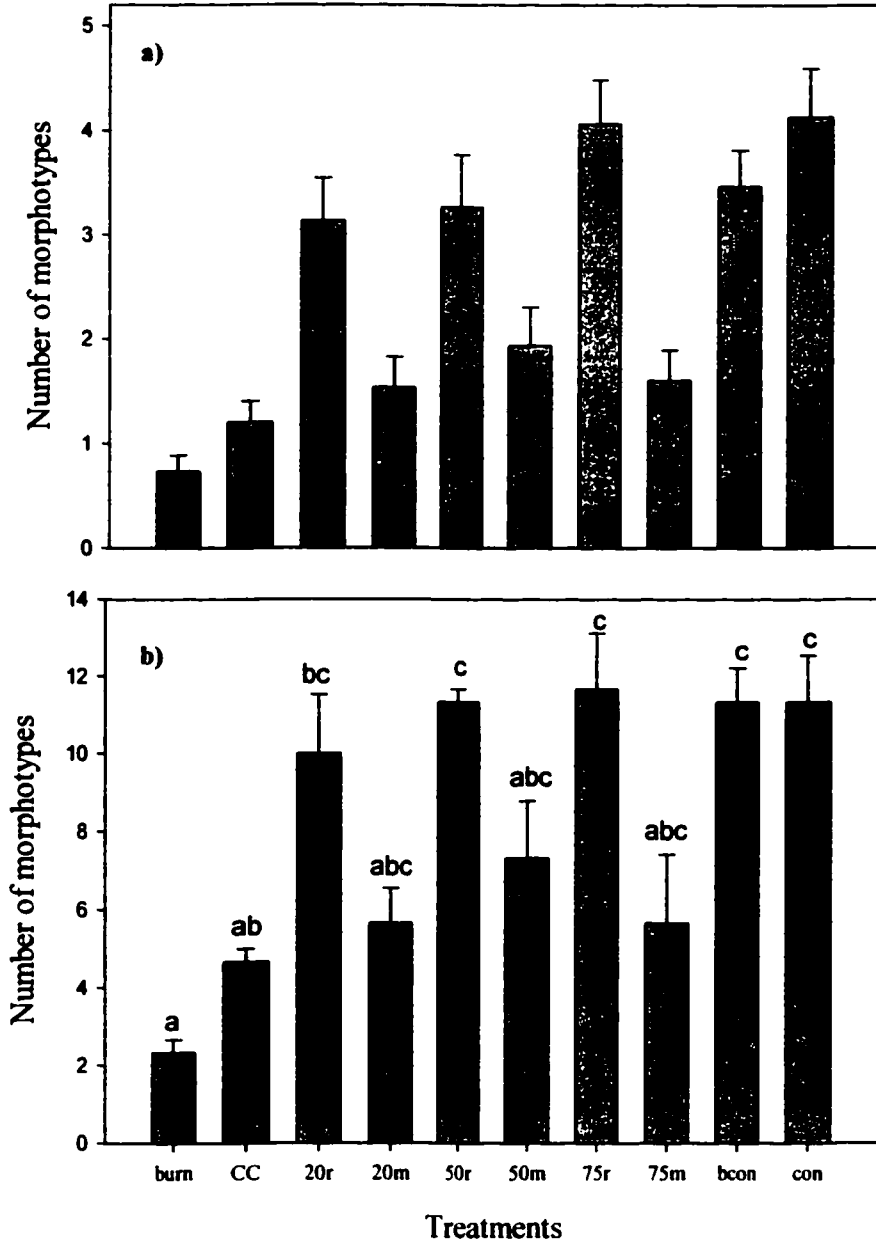 a)
Number of morphotypes
5
4
3
2
1
0
b)
Number of morphotypes
14
12
10
8
6
4
2
0
a
ab
bc
abc
c
abc
c
abc
c
c
burn CC 20r 20m 50r 50m 75r 75m bcon con
Treatments